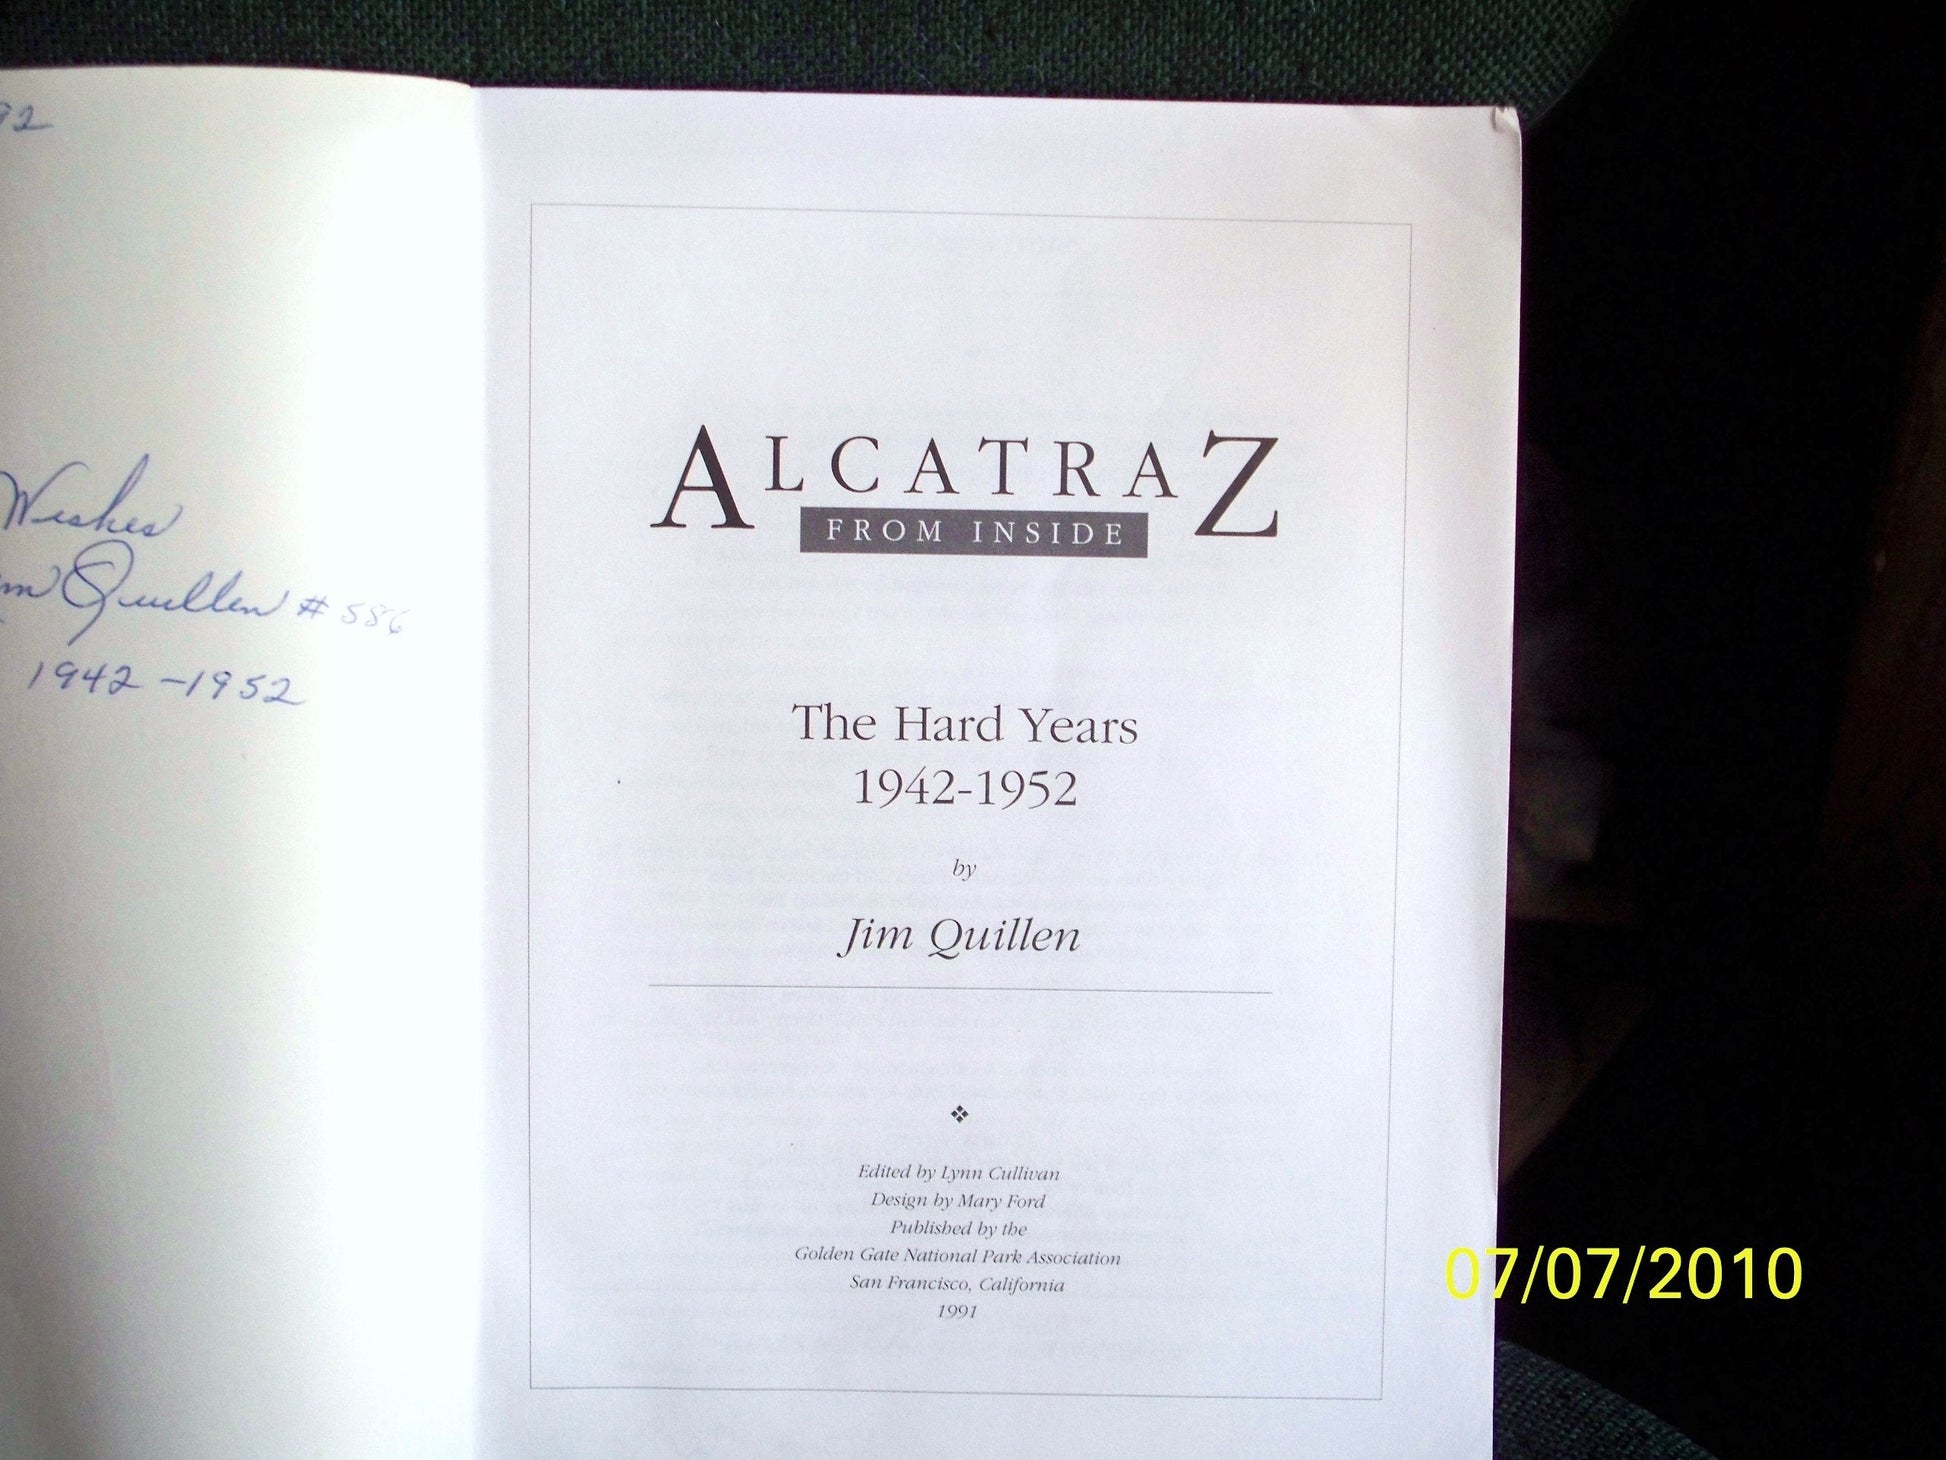 92
Wishes
m Quillen # 586
1942-1952
ALCATRAZ
FROM INSIDE
The Hard Years
1942-1952
by
Jim Quillen
Edited by Lynn Cullivan
Design by Mary Ford
Published by the
Golden Gate National Park Association
San Francisco, California
1991
07/07/2010